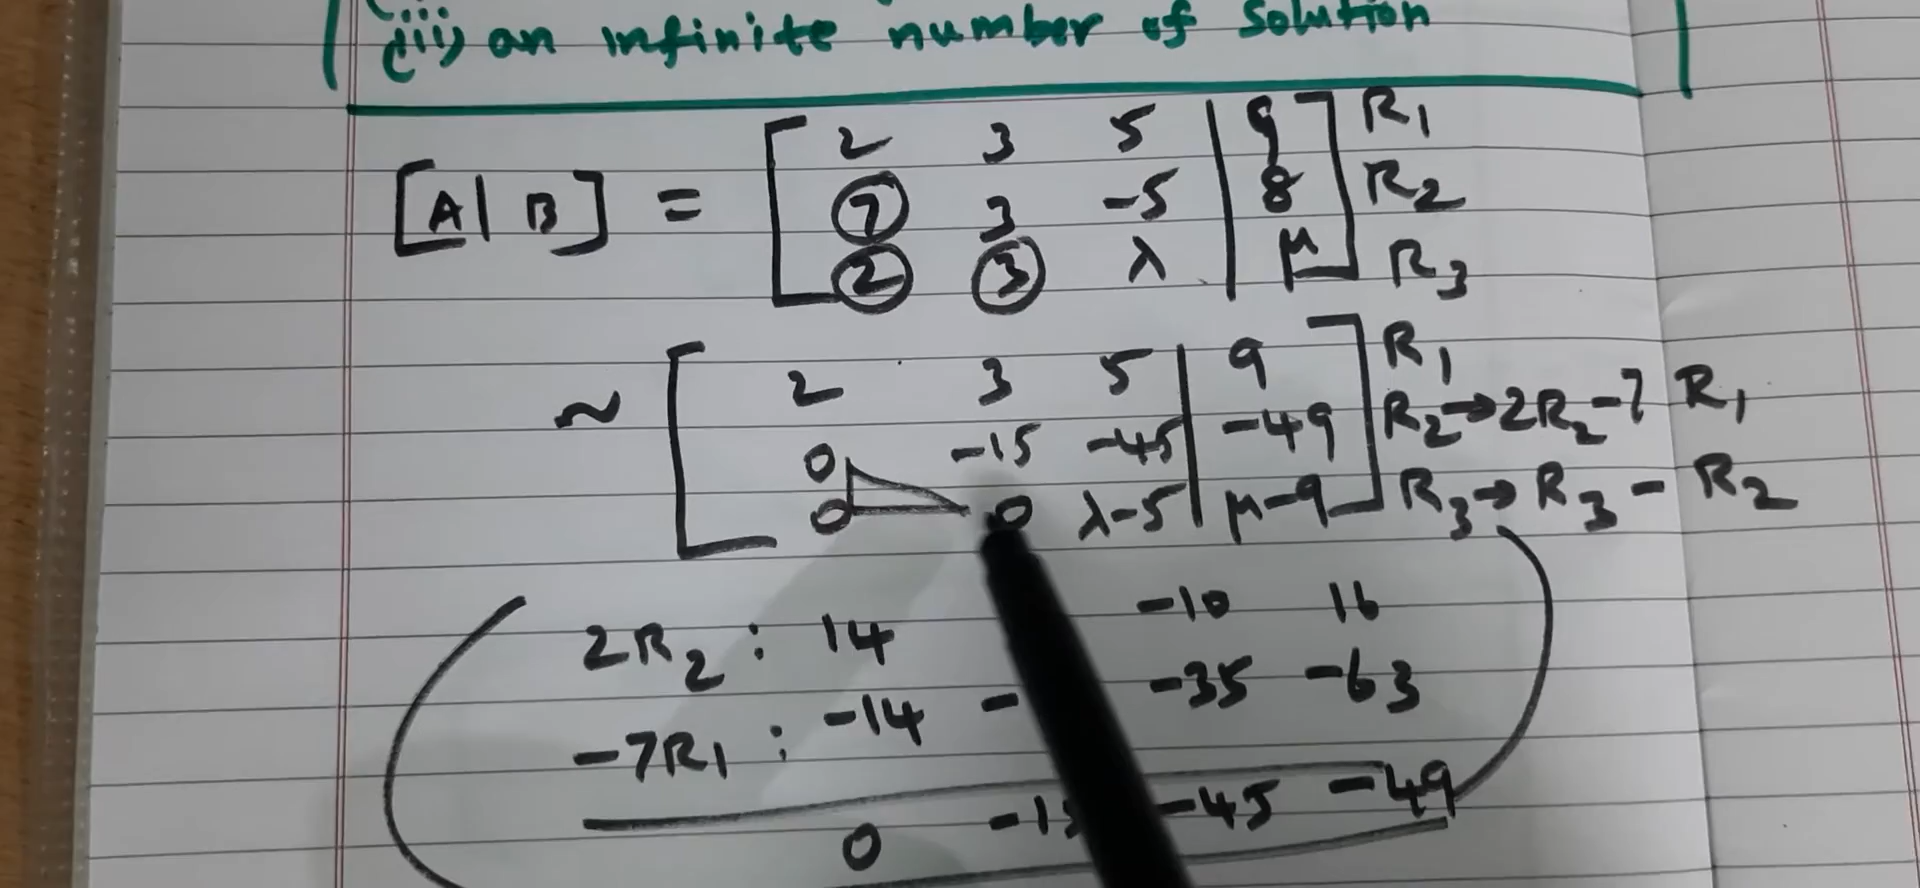 (iii) an infinite number of Solution
2 3 5 | 9 R1
[A | B] = 7 3 -5 | 8 R2
2 3 λ | μ R3
2 3 5 | 9 R1
~ 0 -15 -45 | -49 R2→2R2-7 R1
0 0 λ-5 | μ-9 R3→R3 - R2
2R2 : 14 -10 16
-7R1 : -14 - -35 -63
0 -45 -49